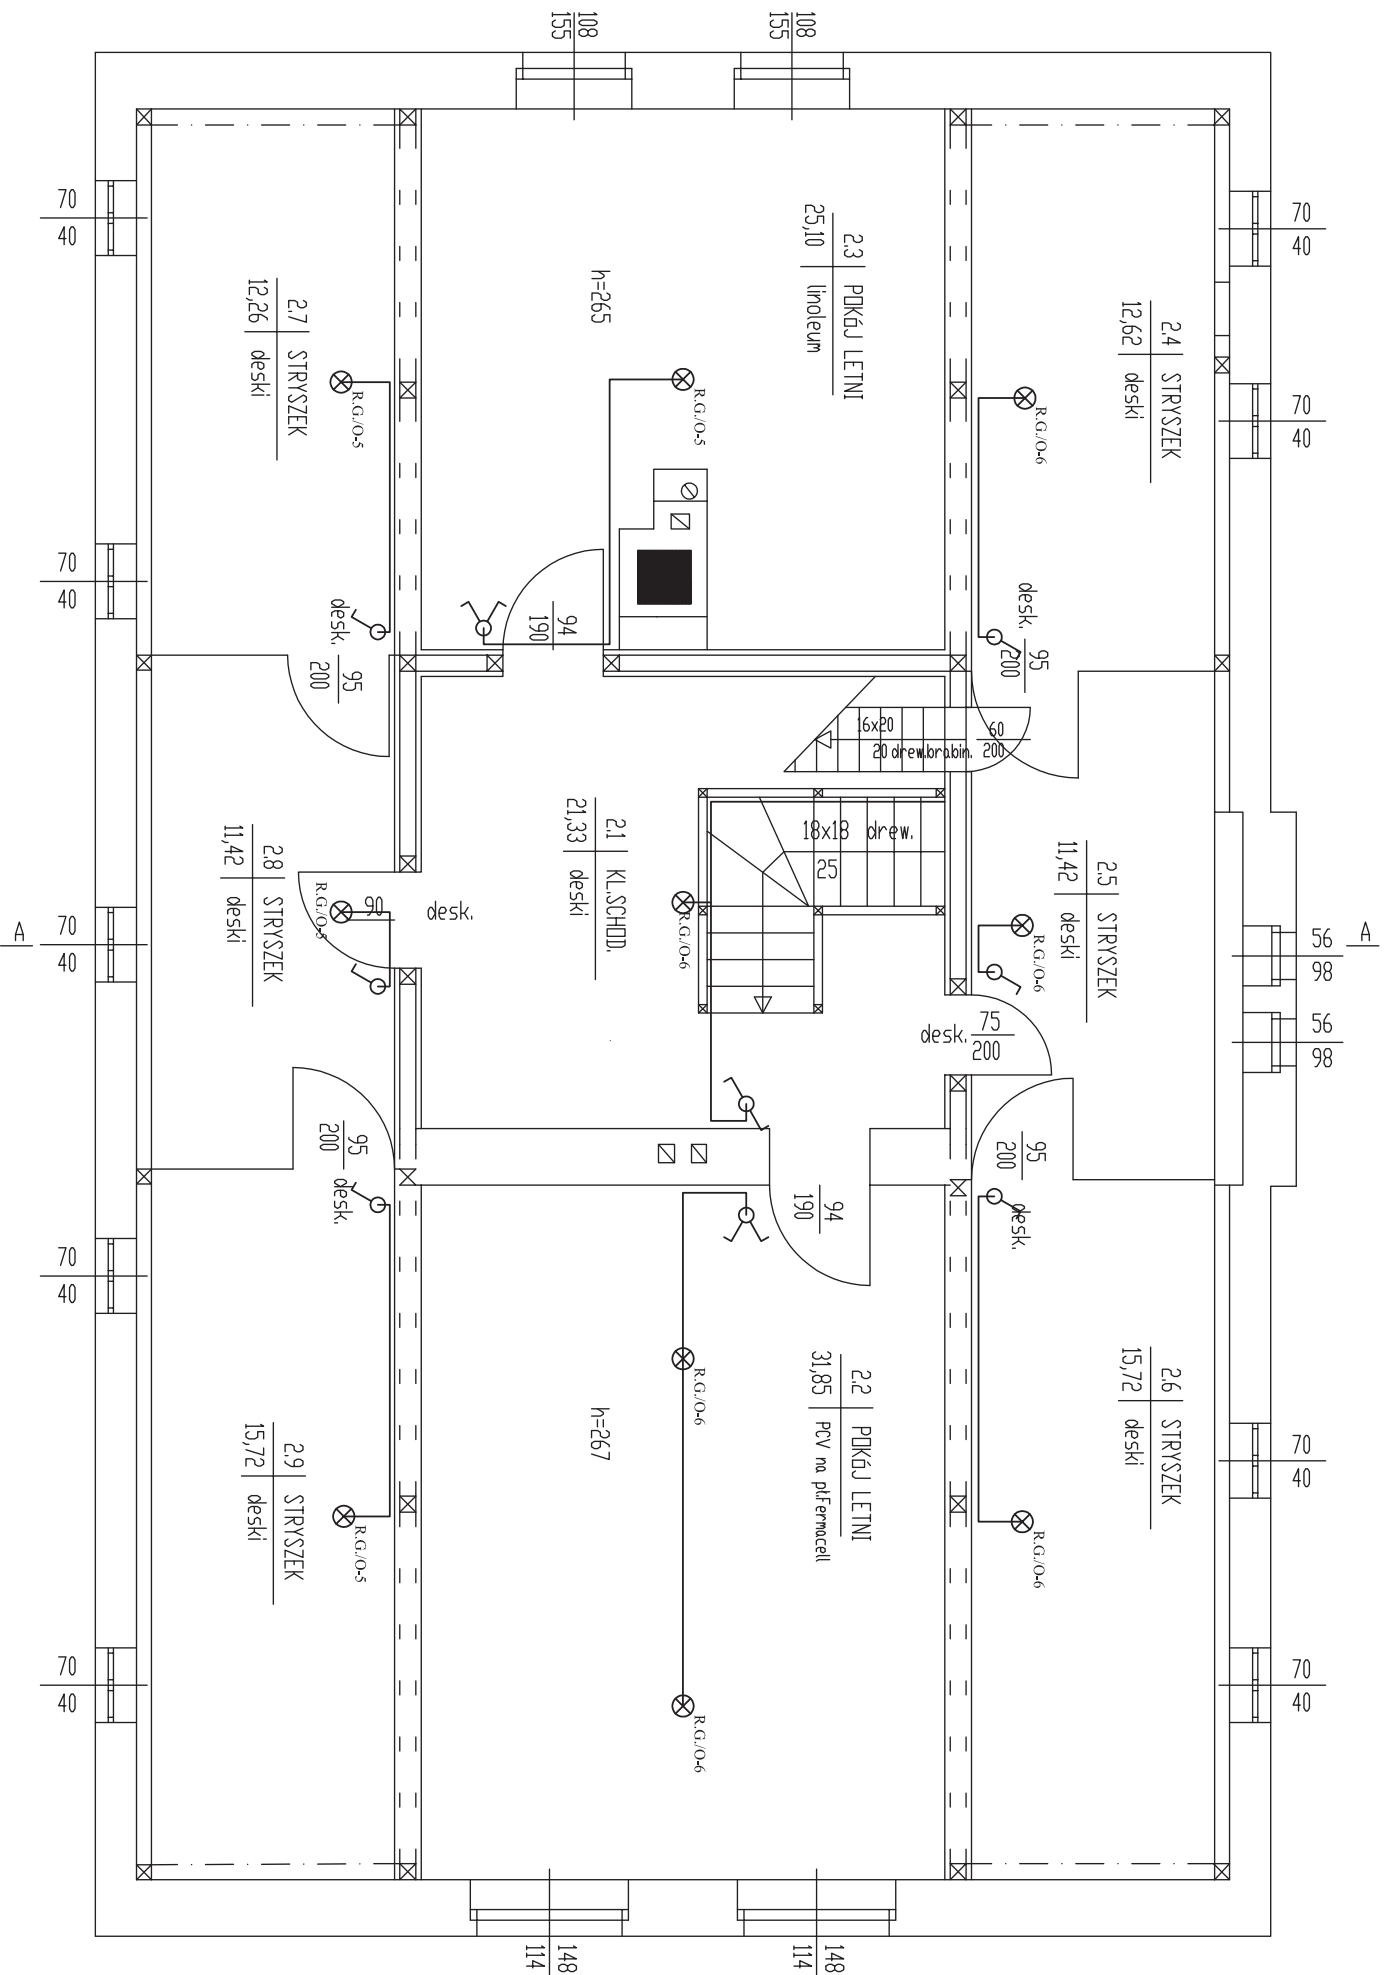 108
155
108
155
70
40
70
40
2.3 POKÓJ LETNI
25,10 linoleum
h=265
2.7 STRYSZEK
12,26 deski
2.4 STRYSZEK
12,62 deski
70
40
R.G./O-5
R.G./O-5
R.G./O-6
70
40
desk.
94
190
desk.
95
200
95
200
16x20
20 drew.brabin.
60
200
18x18 drew.
25
2.1 KL.SCHOD.
21,33 deski
2.8 STRYSZEK
11,42 deski
2.5 STRYSZEK
11,42 deski
R.G./O-5
90
desk.
R.G./O-6
R.G./O-6
A
70
40
56
98
A
56
98
desk.
75
200
95
200
desk.
94
190
95
200
desk.
70
40
R.G./O-6
2.2 POKÓJ LETNI
31,85 PCV na pł.Fermacell
h=267
2.6 STRYSZEK
15,72 deski
2.9 STRYSZEK
15,72 deski
70
40
R.G./O-5
R.G./O-6
R.G./O-6
70
40
70
40
148
114
148
114